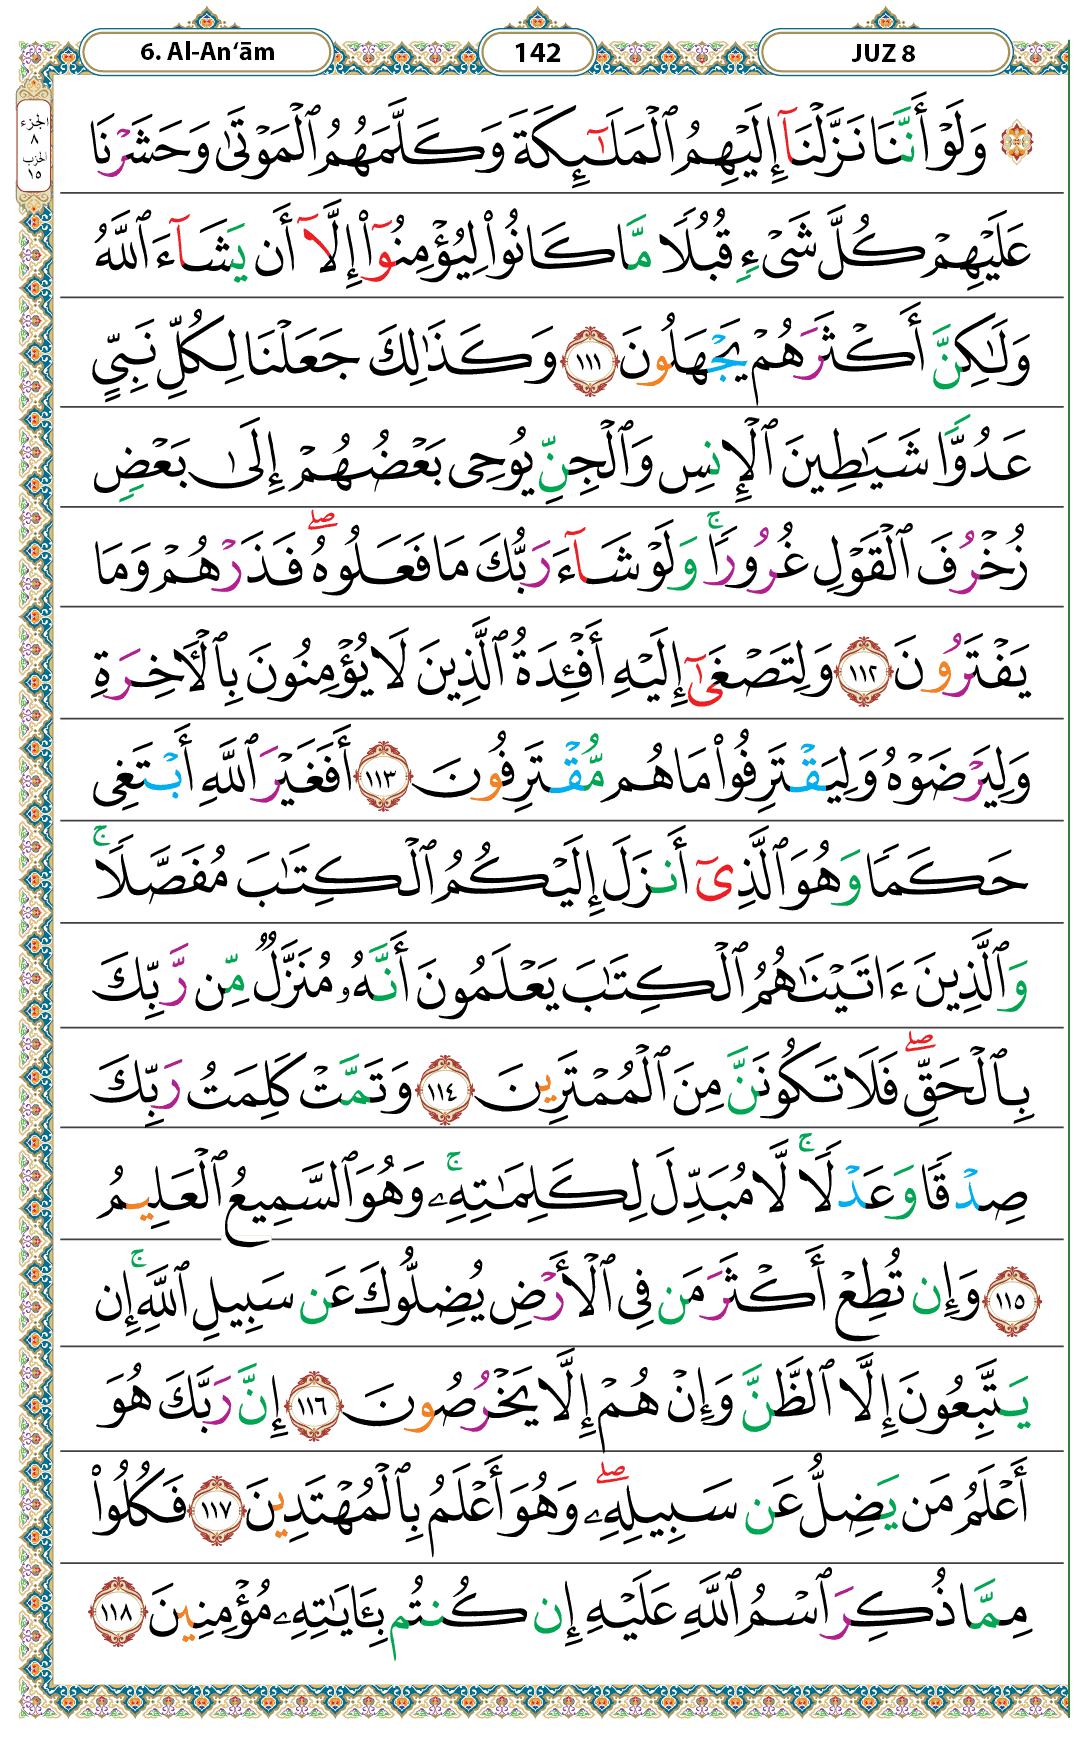 6. Al-An‘ām
142
JUZ 8
الجزء
٨
الحزب
١٥
۞ وَلَوْ أَنَّنَا نَزَّلْنَآ إِلَيْهِمُ ٱلْمَلَـٰٓئِكَةَ وَكَلَّمَهُمُ ٱلْمَوْتَىٰ وَحَشَرْنَا
عَلَيْهِمْ كُلَّ شَىْءٍ قُبُلًا مَّا كَانُوا۟ لِيُؤْمِنُوٓا۟ إِلَّآ أَن يَشَآءَ ٱللَّهُ
وَلَـٰكِنَّ أَكْثَرَهُمْ يَجْهَلُونَ ١١١ وَكَذَٰلِكَ جَعَلْنَا لِكُلِّ نَبِىٍّ
عَدُوًّا شَيَـٰطِينَ ٱلْإِنسِ وَٱلْجِنِّ يُوحِى بَعْضُهُمْ إِلَىٰ بَعْضٍ
زُخْرُفَ ٱلْقَوْلِ غُرُورًا ۚ وَلَوْ شَآءَ رَبُّكَ مَا فَعَلُوهُ ۖ فَذَرْهُمْ وَمَا
يَفْتَرُونَ ١١٢ وَلِتَصْغَىٰٓ إِلَيْهِ أَفْـِٔدَةُ ٱلَّذِينَ لَا يُؤْمِنُونَ بِٱلْـَٔاخِرَةِ
وَلِيَرْضَوْهُ وَلِيَقْتَرِفُوا۟ مَا هُم مُّقْتَرِفُونَ ١١٣ أَفَغَيْرَ ٱللَّهِ أَبْتَغِى
حَكَمًا وَهُوَ ٱلَّذِىٓ أَنزَلَ إِلَيْكُمُ ٱلْكِتَـٰبَ مُفَصَّلًا ۚ
وَٱلَّذِينَ ءَاتَيْنَـٰهُمُ ٱلْكِتَـٰبَ يَعْلَمُونَ أَنَّهُۥ مُنَزَّلٌ مِّن رَّبِّكَ
بِٱلْحَقِّ ۖ فَلَا تَكُونَنَّ مِنَ ٱلْمُمْتَرِينَ ١١٤ وَتَمَّتْ كَلِمَتُ رَبِّكَ
صِدْقًا وَعَدْلًا ۚ لَّا مُبَدِّلَ لِكَلِمَـٰتِهِۦ ۚ وَهُوَ ٱلسَّمِيعُ ٱلْعَلِيمُ
١١٥ وَإِن تُطِعْ أَكْثَرَ مَن فِى ٱلْأَرْضِ يُضِلُّوكَ عَن سَبِيلِ ٱللَّهِ ۚ إِن
يَتَّبِعُونَ إِلَّا ٱلظَّنَّ وَإِنْ هُمْ إِلَّا يَخْرُصُونَ ١١٦ إِنَّ رَبَّكَ هُوَ
أَعْلَمُ مَن يَضِلُّ عَن سَبِيلِهِۦ ۖ وَهُوَ أَعْلَمُ بِٱلْمُهْتَدِينَ ١١٧ فَكُلُوا۟
مِمَّا ذُكِرَ ٱسْمُ ٱللَّهِ عَلَيْهِ إِن كُنتُم بِـَٔايَـٰتِهِۦ مُؤْمِنِينَ ١١٨